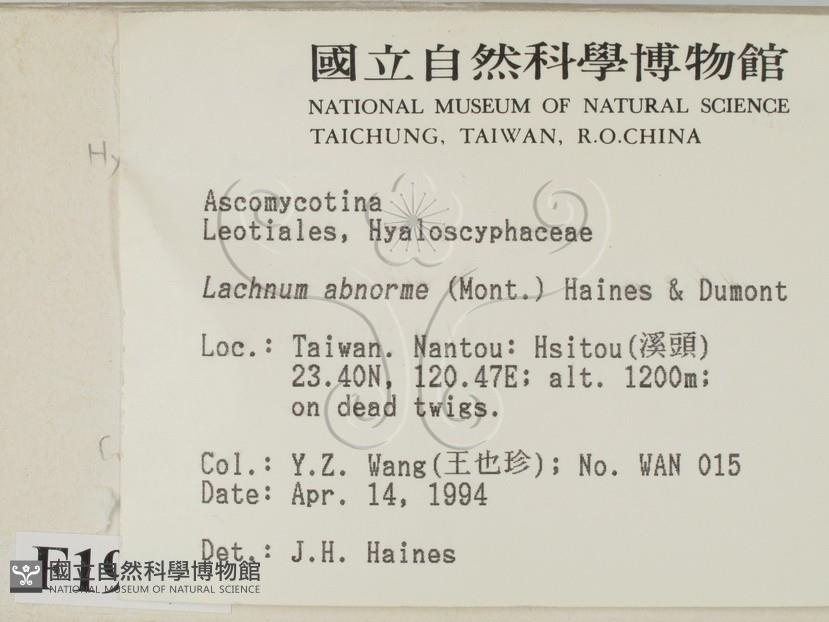 國立自然科學博物館
NATIONAL MUSEUM OF NATURAL SCIENCE
TAICHUNG, TAIWAN, R.O.CHINA
Ascomycotina
Leotiales, Hyaloscyphaceae
Lachnum abnorme (Mont.) Haines & Dumont
Loc.: Taiwan. Nantou: Hsitou(溪頭)
23.40N, 120.47E; alt. 1200m;
on dead twigs.
Col.: Y.Z. Wang(王也珍); No. WAN 015
Date: Apr. 14, 1994
Det.: J.H. Haines
國立自然科學博物館
NATIONAL MUSEUM OF NATURAL SCIENCE